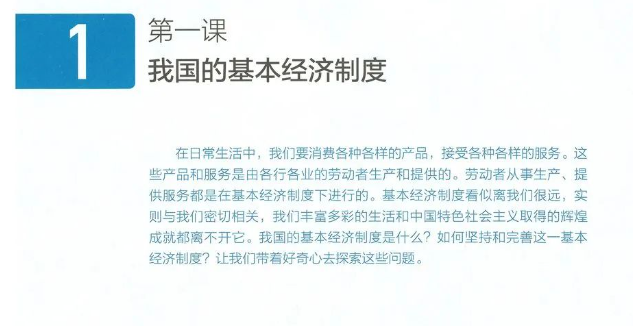 1
第一课
我国的基本经济制度
在日常生活中，我们要消费各种各样的产品，接受各种各样的服务。这
些产品和服务是由各行各业的劳动者生产和提供的。劳动者从事生产、提
供服务都是在基本经济制度下进行的。基本经济制度看似离我们很远，实
则与我们密切相关，我们丰富多彩的生活和中国特色社会主义取得的辉煌
成就都离不开它。我国的基本经济制度是什么？如何坚持和完善这一基本
经济制度？让我们带着好奇心去探索这些问题。